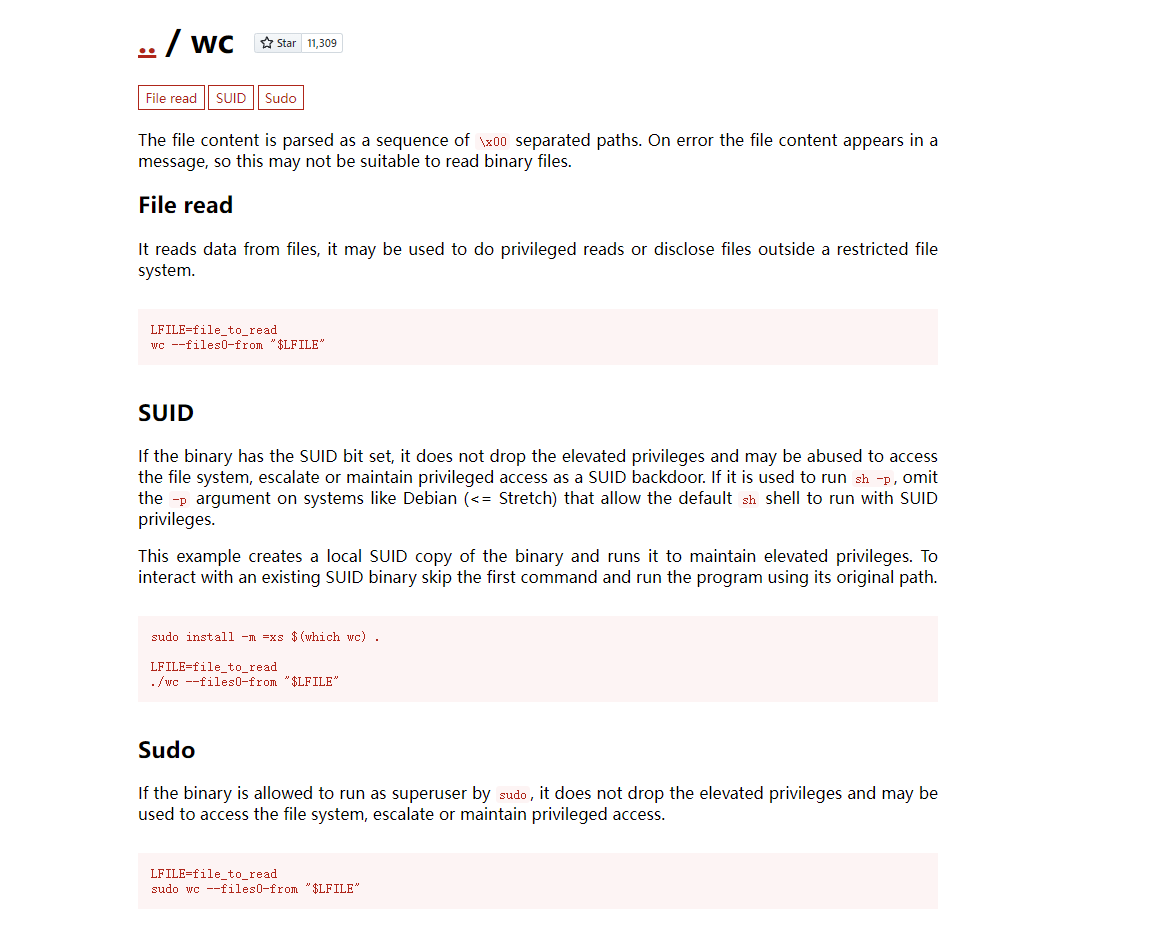 .. / wc Star 11,309
File read SUID Sudo
The file content is parsed as a sequence of \x00 separated paths. On error the file content appears in a
message, so this may not be suitable to read binary files.
File read
It reads data from files, it may be used to do privileged reads or disclose files outside a restricted file
system.
LFILE=file_to_read
wc --files0-from "$LFILE"
SUID
If the binary has the SUID bit set, it does not drop the elevated privileges and may be abused to access
the file system, escalate or maintain privileged access as a SUID backdoor. If it is used to run sh -p, omit
the -p argument on systems like Debian (<= Stretch) that allow the default sh shell to run with SUID
privileges.
This example creates a local SUID copy of the binary and runs it to maintain elevated privileges. To
interact with an existing SUID binary skip the first command and run the program using its original path.
sudo install -m =xs $(which wc) .
LFILE=file_to_read
./wc --files0-from "$LFILE"
Sudo
If the binary is allowed to run as superuser by sudo, it does not drop the elevated privileges and may be
used to access the file system, escalate or maintain privileged access.
LFILE=file_to_read
sudo wc --files0-from "$LFILE"